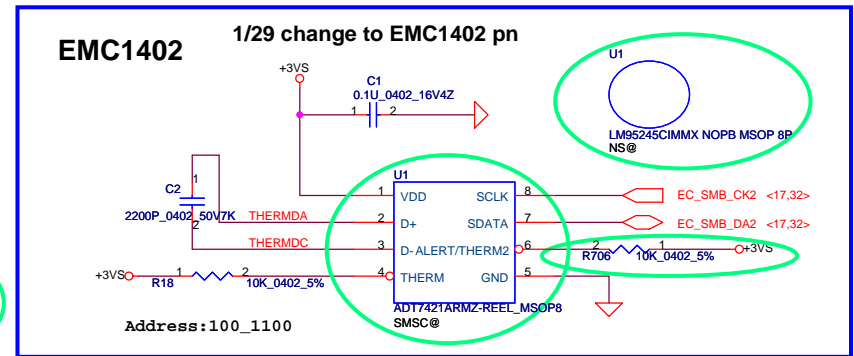 EMC1402
1/29 change to EMC1402 pn
+3VS
C1
0.1U_0402_16V4Z
1 2
U1
LM95245CIMMX NOPB MSOP 8P
NS@
U1
1 VDD SCLK 8 EC_SMB_CK2 <17,32>
C2
1
2200P_0402_50V7K
2
THERMDA 2 D+ SDATA 7 EC_SMB_DA2 <17,32>
THERMDC 3 D- ALERT/THERM2 6 2 1 +3VS
R706 10K_0402_5%
+3VS 1 2 4 THERM GND 5
R18 10K_0402_5%
ADT7421ARMZ-REEL_MSOP8
SMSC@
Address:100_1100